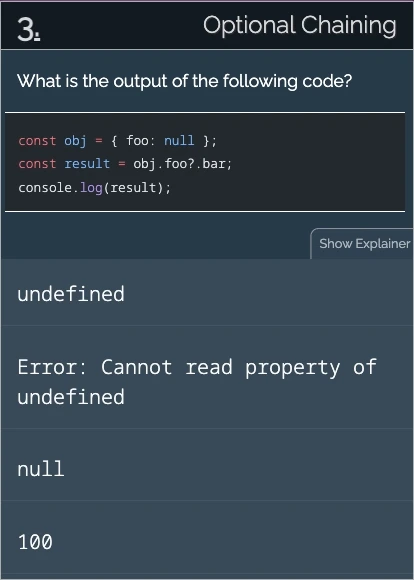 3.
Optional Chaining
What is the output of the following code?
const obj = { foo: null };
const result = obj.foo?.bar;
console.log(result);
Show Explainer
undefined
Error: Cannot read property of
undefined
null
100